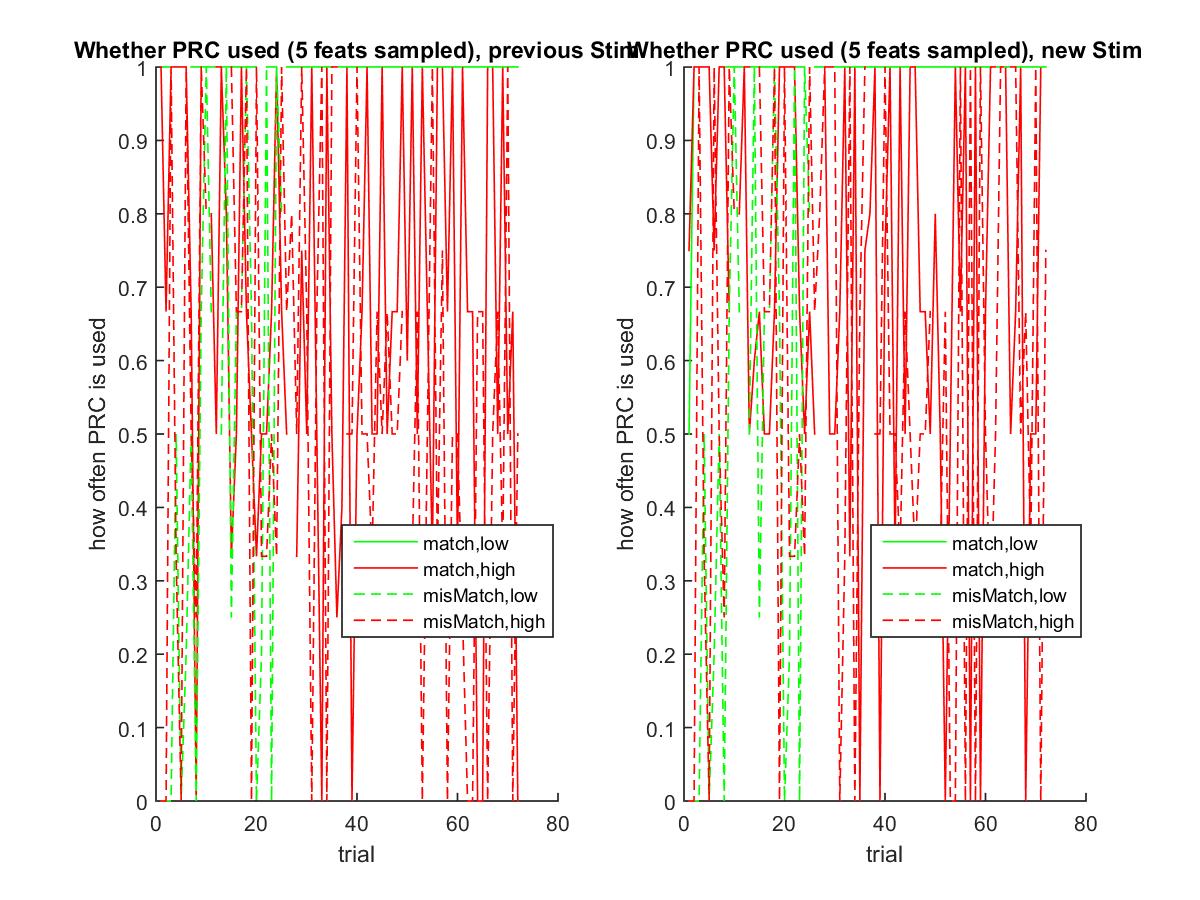 Whether PRC used (5 feats sampled), previous Stim
how often PRC is used
1
0.9
0.8
0.7
0.6
0.5
0.4
0.3
0.2
0.1
0
0 20 40 60 80
trial
match,low
match,high
misMatch,low
misMatch,high
Whether PRC used (5 feats sampled), new Stim
how often PRC is used
1
0.9
0.8
0.7
0.6
0.5
0.4
0.3
0.2
0.1
0
0 20 40 60 80
trial
match,low
match,high
misMatch,low
misMatch,high